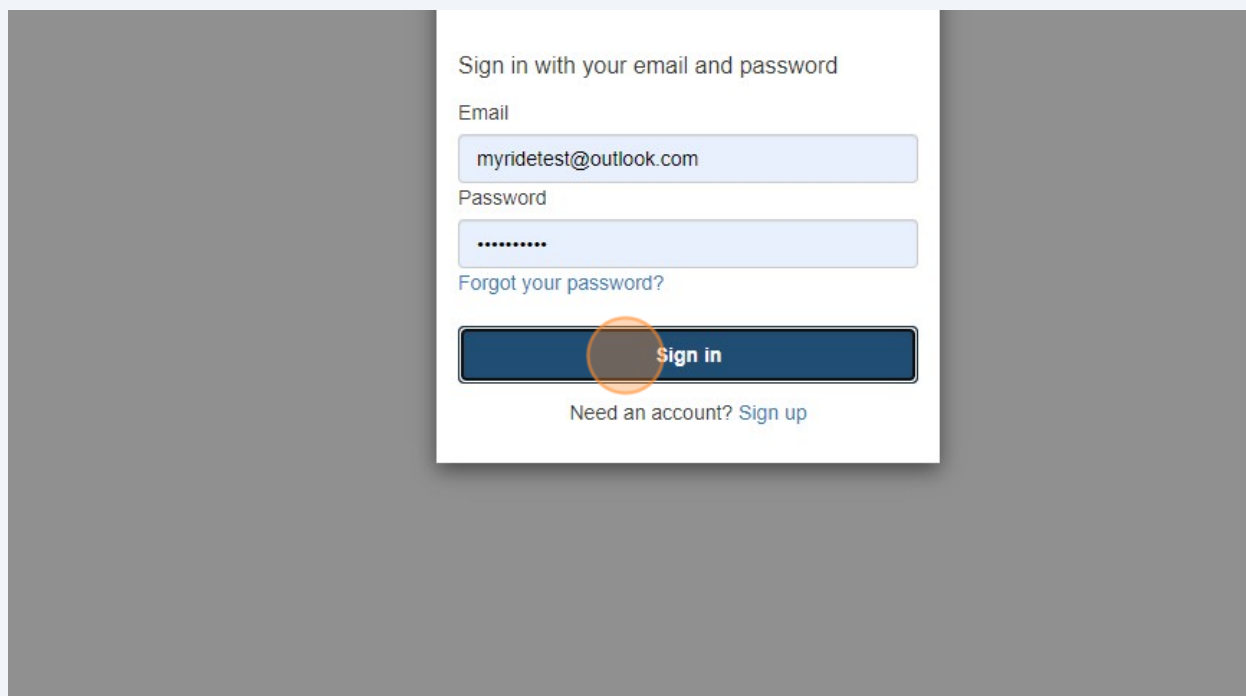 Sign in with your email and password
Email
myridetest@outlook.com
Password
••••••••••
Forgot your password?
Sign in
Need an account? Sign up